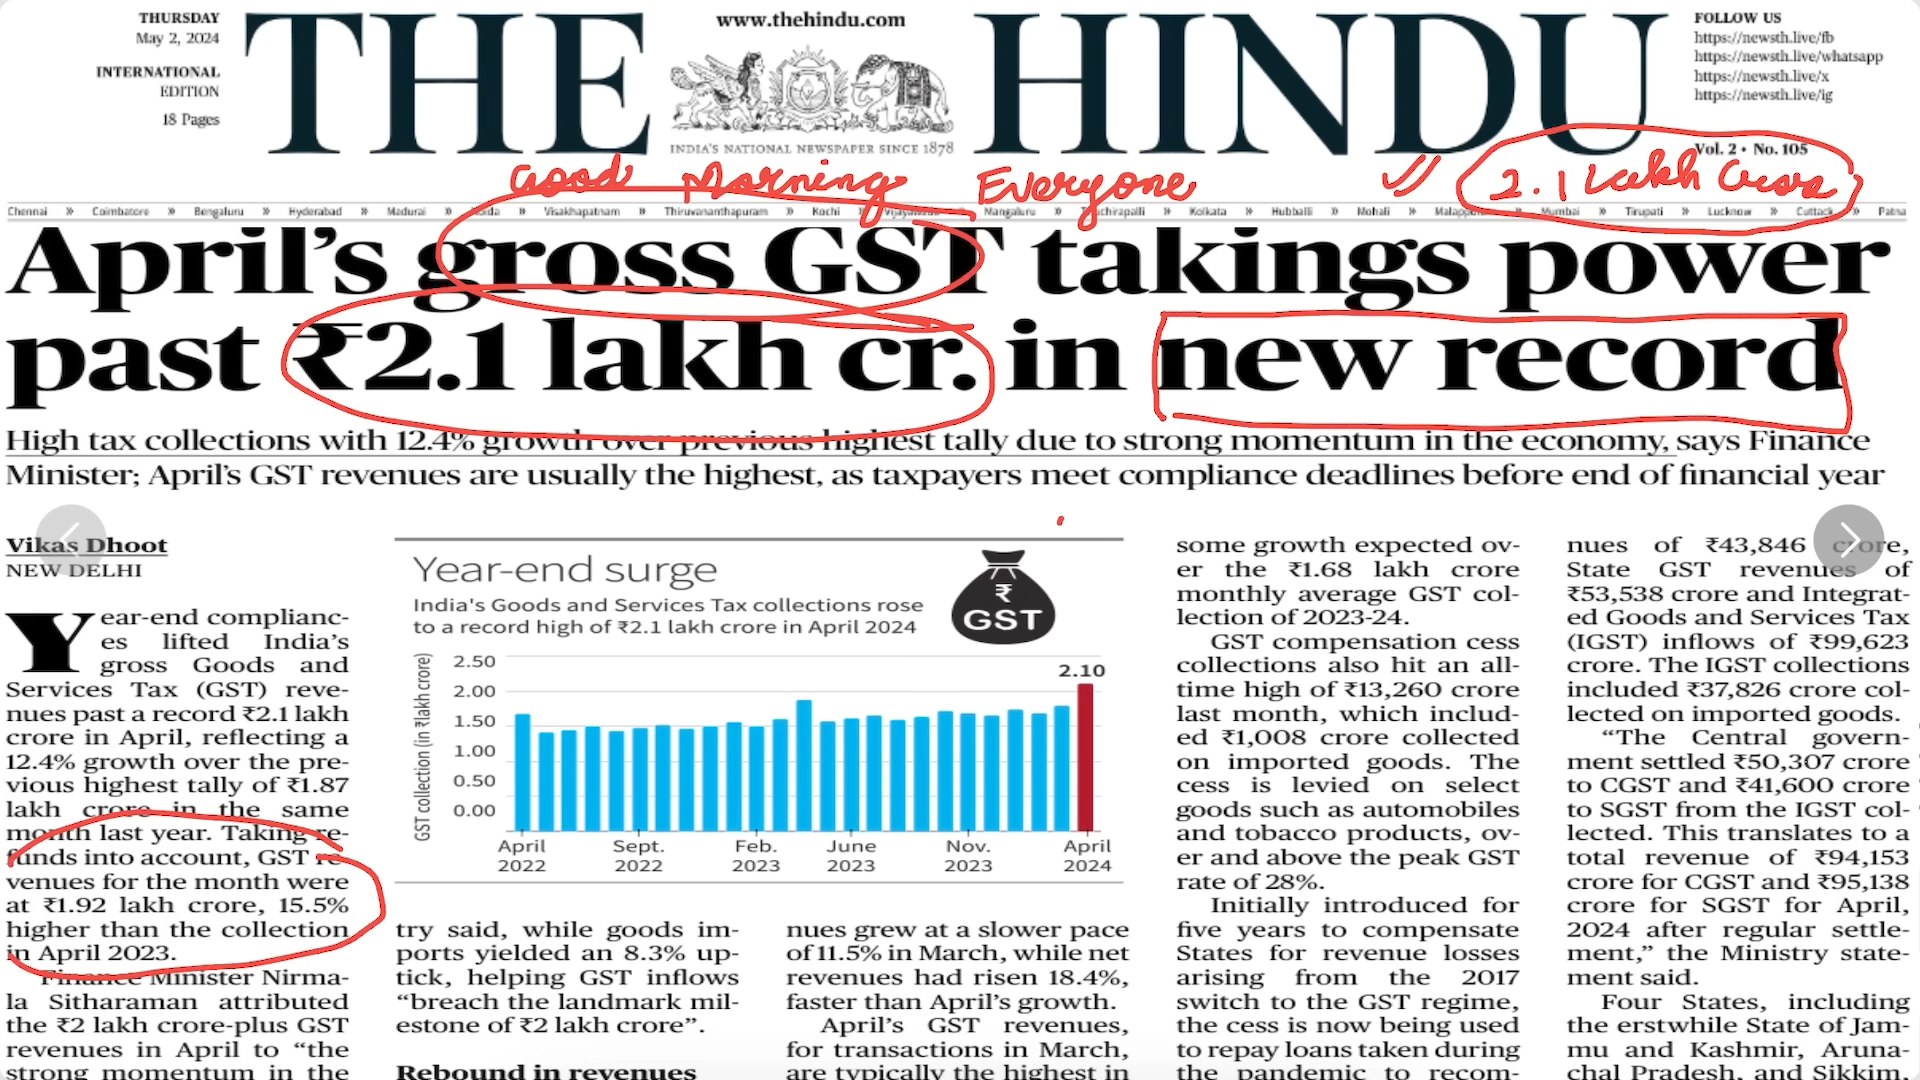 THURSDAY
May 2, 2024
INTERNATIONAL
EDITION
18 Pages
THE HINDU
www.thehindu.com
INDIA'S NATIONAL NEWSPAPER SINCE 1878
FOLLOW US
https://newsth.live/fb
https://newsth.live/whatsapp
https://newsth.live/x
https://newsth.live/ig
Vol. 2 • No. 105
Good Morning Everyone
2.1 Lakh Crore
Chennai » Coimbatore » Bengaluru » Hyderabad » Madurai » Noida » Visakhapatnam » Thiruvananthapuram » Kochi » Vijayawada » Mangaluru » Tiruchirapalli » Kolkata » Hubballi » Mohali » Malappuram » Mumbai » Tirupati » Lucknow » Cuttack » Patna
April's gross GST takings power
past ₹2.1 lakh cr. in new record
High tax collections with 12.4% growth over previous highest tally due to strong momentum in the economy, says Finance
Minister; April's GST revenues are usually the highest, as taxpayers meet compliance deadlines before end of financial year
Vikas Dhoot
NEW DELHI
Year-end complianc-
es lifted India's
gross Goods and
Services Tax (GST) reve-
nues past a record ₹2.1 lakh
crore in April, reflecting a
12.4% growth over the pre-
vious highest tally of ₹1.87
lakh crore in the same
month last year. Taking re-
funds into account, GST re-
venues for the month were
at ₹1.92 lakh crore, 15.5%
higher than the collection
in April 2023.
Finance Minister Nirma-
la Sitharaman attributed
the ₹2 lakh crore-plus GST
revenues in April to "the
strong momentum in the
Year-end surge
India's Goods and Services Tax collections rose
to a record high of ₹2.1 lakh crore in April 2024
₹
GST
GST collection (in ₹lakh crore)
2.50
2.00
1.50
1.00
0.50
0.00
2.10
April 2022
Sept. 2022
Feb. 2023
June 2023
Nov. 2023
April 2024
try said, while goods im-
ports yielded an 8.3% up-
tick, helping GST inflows
"breach the landmark mil-
estone of ₹2 lakh crore".
Rebound in revenues
nues grew at a slower pace
of 11.5% in March, while net
revenues had risen 18.4%,
faster than April's growth.
April's GST revenues,
for transactions in March,
are typically the highest in
some growth expected ov-
er the ₹1.68 lakh crore
monthly average GST col-
lection of 2023-24.
GST compensation cess
collections also hit an all-
time high of ₹13,260 crore
last month, which includ-
ed ₹1,008 crore collected
on imported goods. The
cess is levied on select
goods such as automobiles
and tobacco products, ov-
er and above the peak GST
rate of 28%.
Initially introduced for
five years to compensate
States for revenue losses
arising from the 2017
switch to the GST regime,
the cess is now being used
to repay loans taken during
the pandemic to recom-
nues of ₹43,846 crore,
State GST revenues of
₹53,538 crore and Integrat-
ed Goods and Services Tax
(IGST) inflows of ₹99,623
crore. The IGST collections
included ₹37,826 crore col-
lected on imported goods.
"The Central govern-
ment settled ₹50,307 crore
to CGST and ₹41,600 crore
to SGST from the IGST col-
lected. This translates to a
total revenue of ₹94,153
crore for CGST and ₹95,138
crore for SGST for April,
2024 after regular settle-
ment," the Ministry state-
ment said.
Four States, including
the erstwhile State of Jam-
mu and Kashmir, Aruna-
chal Pradesh, and Sikkim,